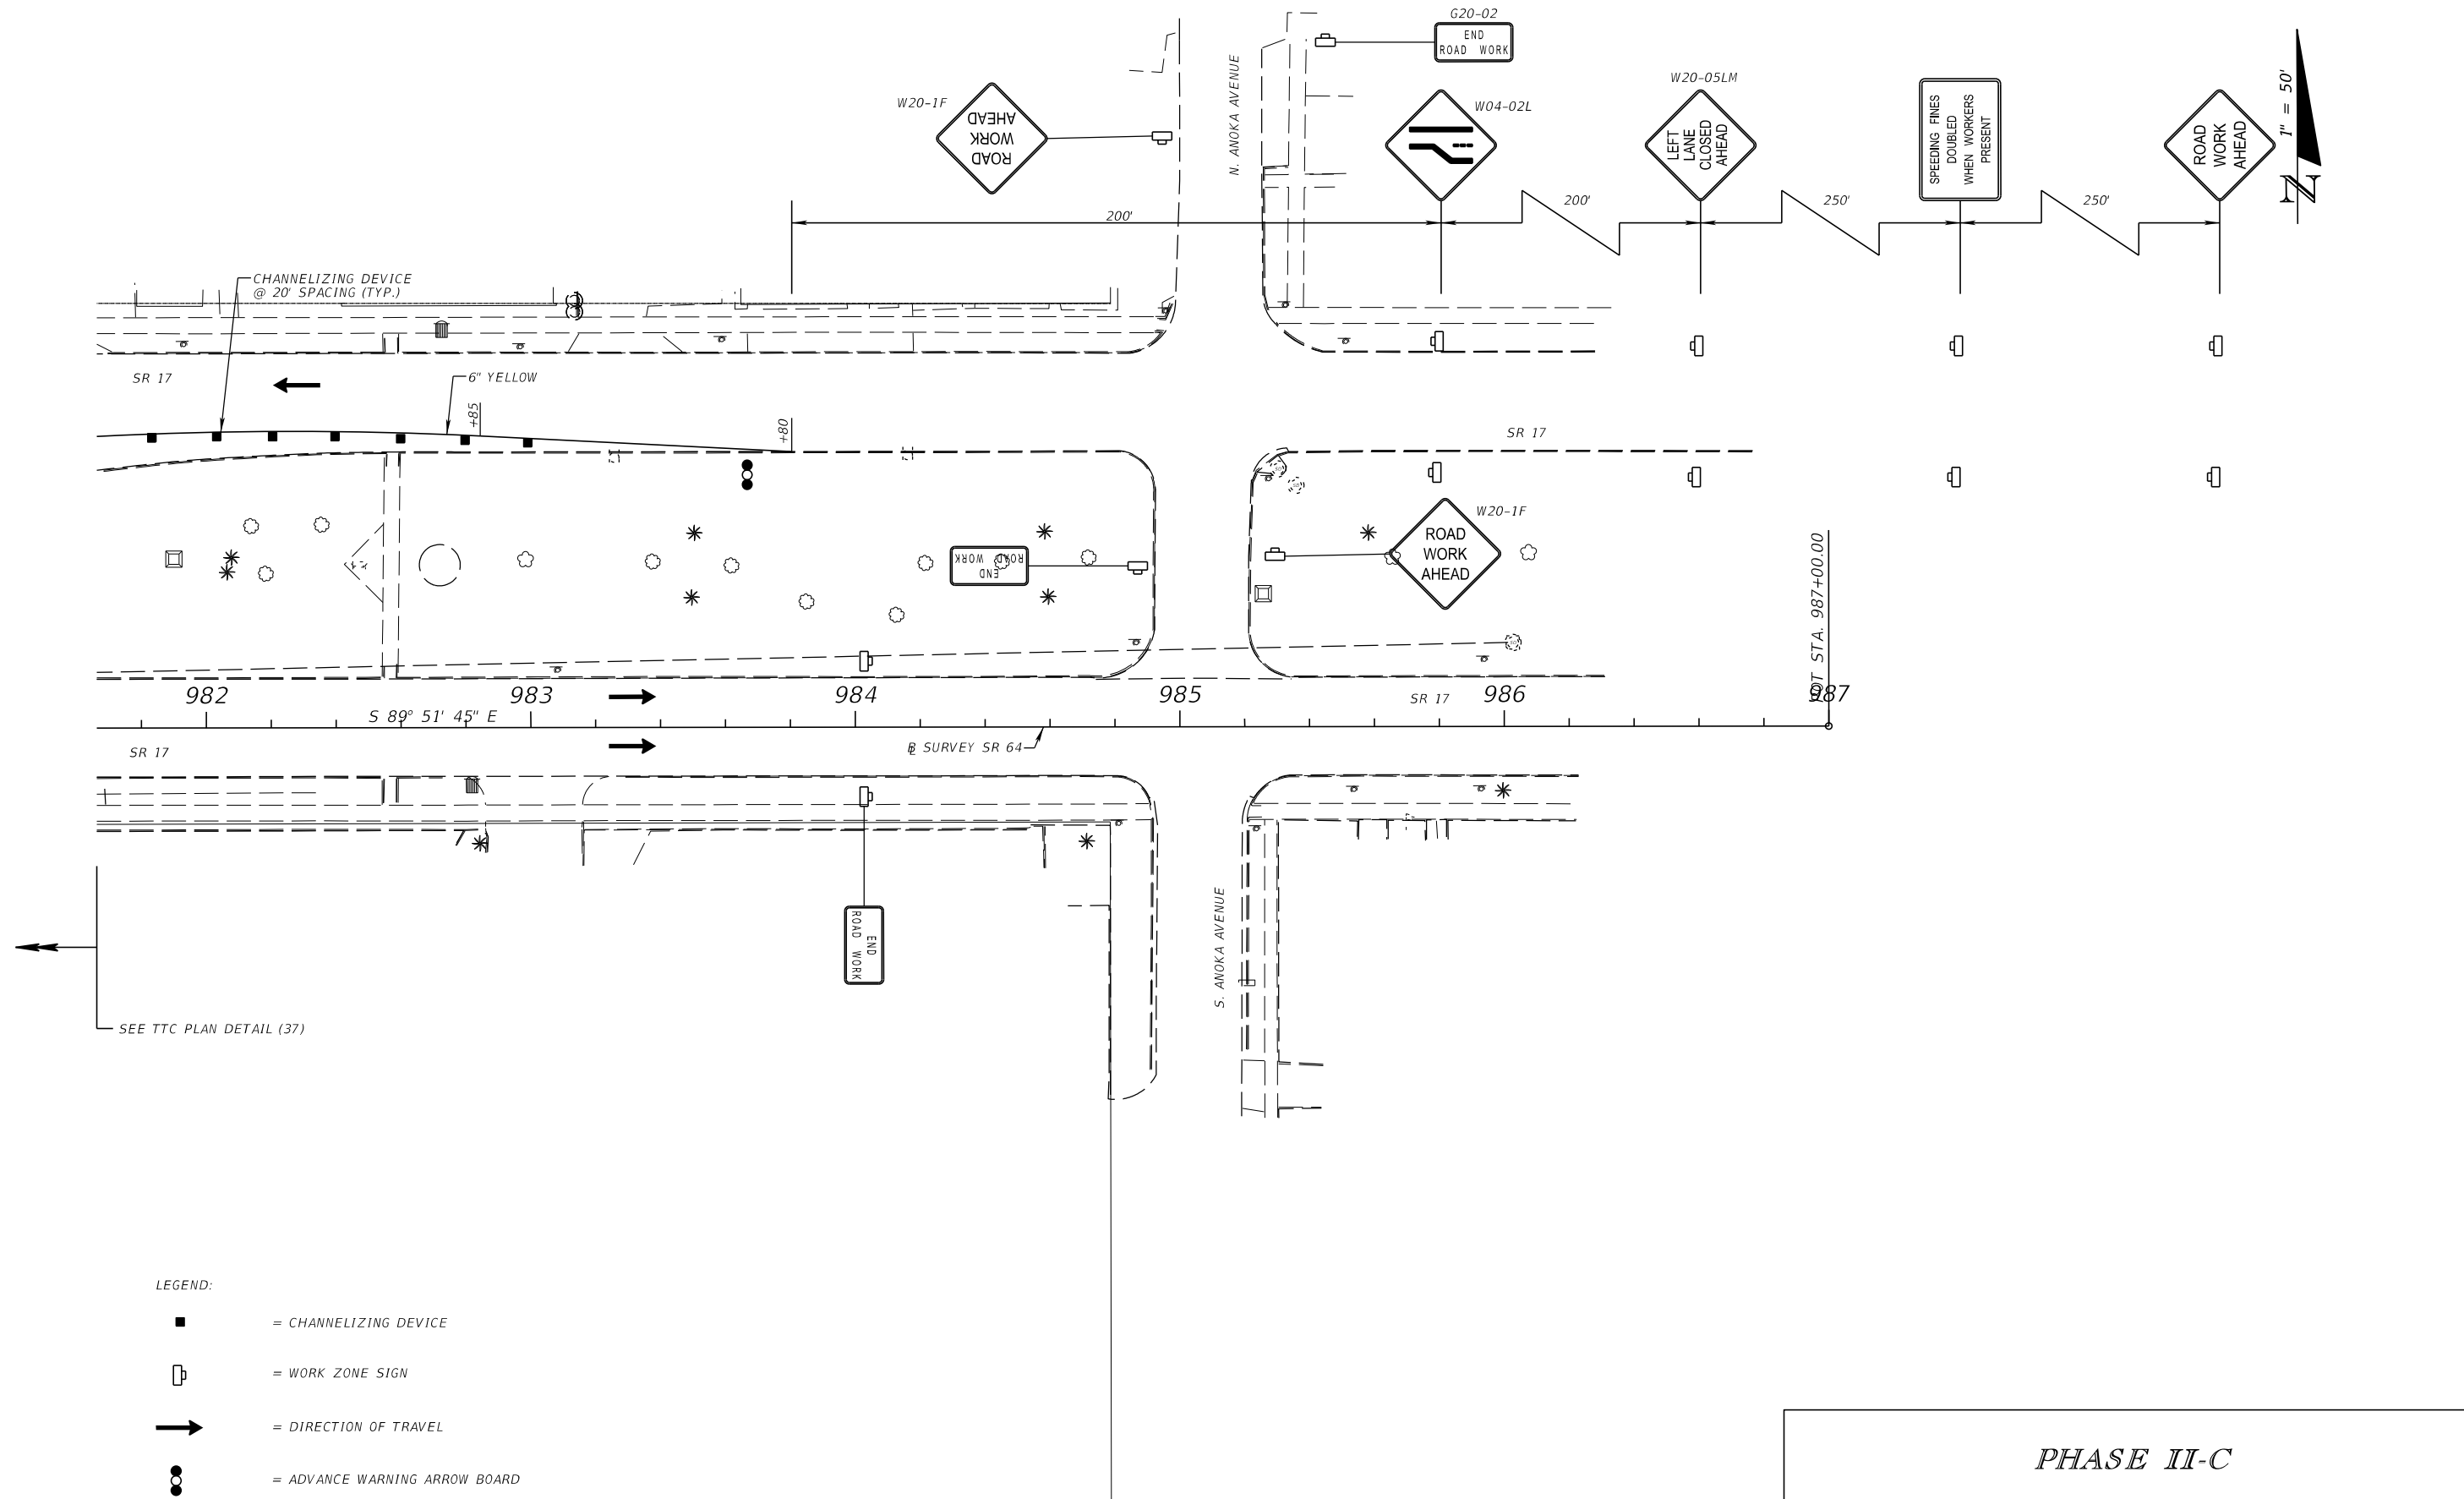 G20-02
END
ROAD WORK
W20-1F
ROAD
WORK
AHEAD
N. ANOKA AVENUE
W04-02L
W20-05LM
LEFT
LANE
CLOSED
AHEAD
SPEEDING FINES
DOUBLED
WHEN WORKERS
PRESENT
ROAD
WORK
AHEAD
1" = 50'
N
200'
200'
250'
250'
CHANNELIZING DEVICE
@ 20' SPACING (TYP.)
SR 17
6" YELLOW
+85
+80
SR 17
END
ROAD WORK
W20-1F
ROAD
WORK
AHEAD
982
983
984
985
SR 17
986
987
S 89° 51' 45" E
SR 17
B SURVEY SR 64
END
ROAD WORK
S. ANOKA AVENUE
SEE TTC PLAN DETAIL (37)
LEGEND:
= CHANNELIZING DEVICE
= WORK ZONE SIGN
= DIRECTION OF TRAVEL
= ADVANCE WARNING ARROW BOARD
PHASE II-C
STA. 987+00.00